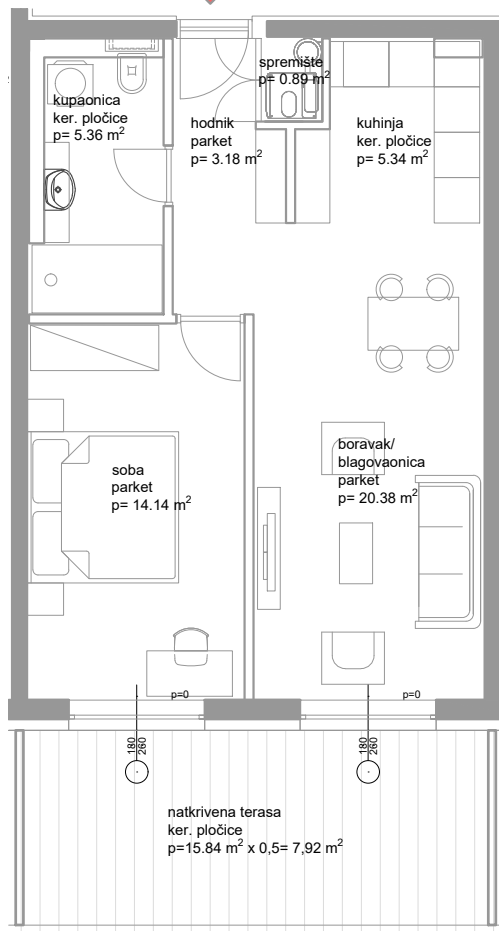 spremište
p= 0.89 m²
kupaonica
ker. pločice
p= 5.36 m²
hodnik
parket
p= 3.18 m²
kuhinja
ker. pločice
p= 5.34 m²
boravak/
blagovaonica
parket
p= 20.38 m²
soba
parket
p= 14.14 m²
p=0
p=0
180
260
180
260
natkrivena terasa
ker. pločice
p=15.84 m² x 0,5= 7,92 m²